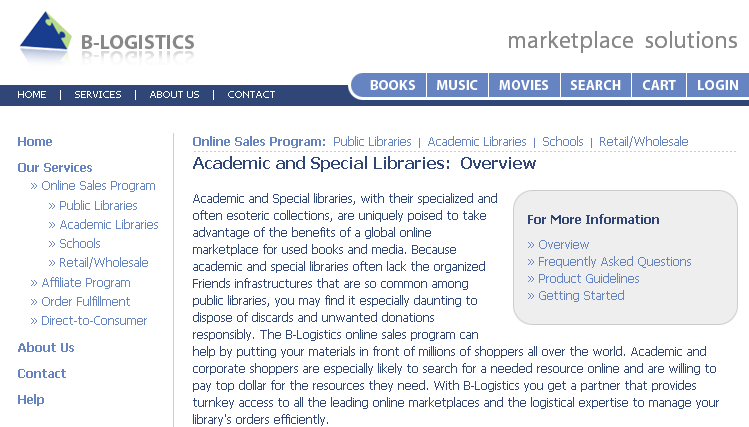 B-LOGISTICS
marketplace solutions
BOOKS MUSIC MOVIES SEARCH CART LOGIN
HOME | SERVICES | ABOUT US | CONTACT
Home
Our Services
» Online Sales Program
» Public Libraries
» Academic Libraries
» Schools
» Retail/Wholesale
» Affiliate Program
» Order Fulfillment
» Direct-to-Consumer
About Us
Contact
Help
Online Sales Program: Public Libraries | Academic Libraries | Schools | Retail/Wholesale
Academic and Special Libraries: Overview
Academic and Special libraries, with their specialized and
often esoteric collections, are uniquely poised to take
advantage of the benefits of a global online
marketplace for used books and media. Because
academic and special libraries often lack the organized
Friends infrastructures that are so common among
public libraries, you may find it especially daunting to
dispose of discards and unwanted donations
responsibly. The B-Logistics online sales program can
help by putting your materials in front of millions of shoppers all over the world. Academic and
corporate shoppers are especially likely to search for a needed resource online and are willing to
pay top dollar for the resources they need. With B-Logistics you get a partner that provides
turnkey access to all the leading online marketplaces and the logistical expertise to manage your
library's orders efficiently.
For More Information
» Overview
» Frequently Asked Questions
» Product Guidelines
» Getting Started